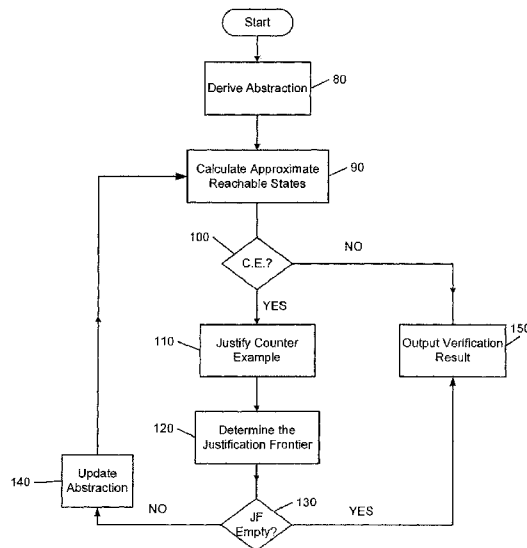 Start
Derive Abstraction
80
Calculate Approximate
Reachable States
90
100
C.E.?
NO
YES
110
Justify Counter
Example
Output Verification
Result
150
120
Determine the
Justification Frontier
140
Update
Abstraction
NO
130
JF
Empty?
YES